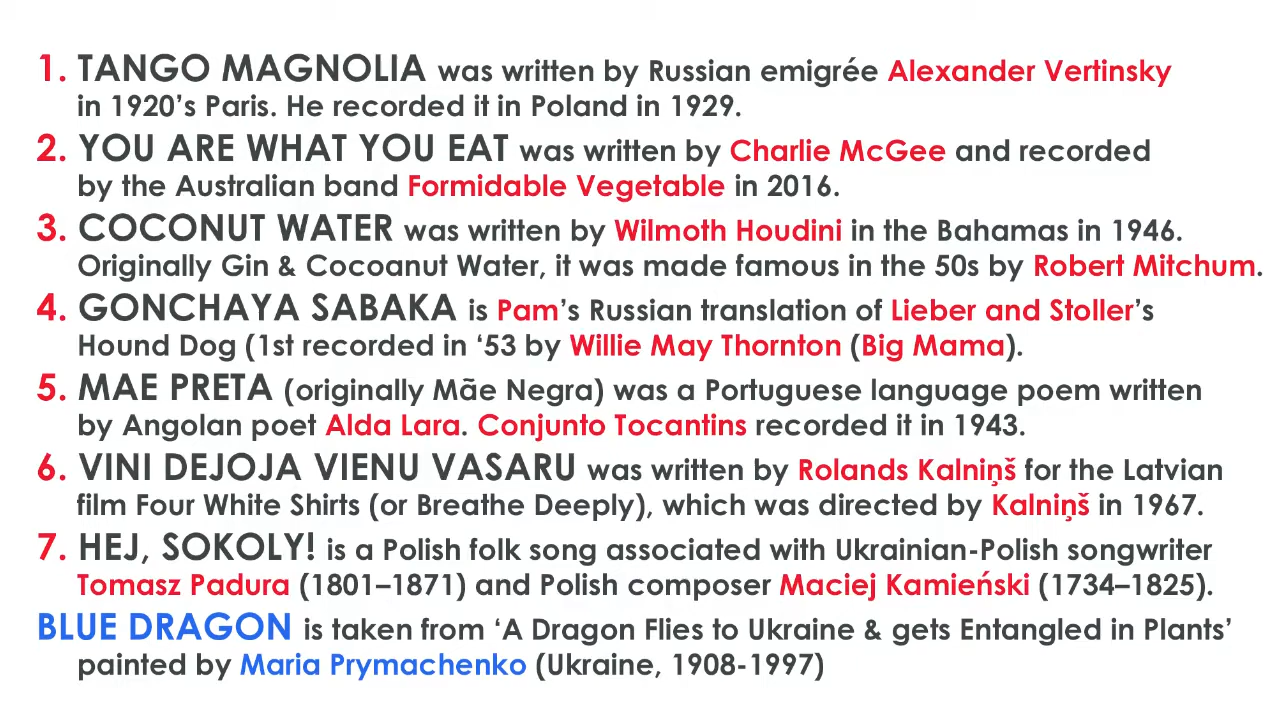 1. TANGO MAGNOLIA was written by Russian emigrée Alexander Vertinsky
in 1920’s Paris. He recorded it in Poland in 1929.
2. YOU ARE WHAT YOU EAT was written by Charlie McGee and recorded
by the Australian band Formidable Vegetable in 2016.
3. COCONUT WATER was written by Wilmoth Houdini in the Bahamas in 1946.
Originally Gin & Cocoanut Water, it was made famous in the 50s by Robert Mitchum.
4. GONCHAYA SABAKA is Pam’s Russian translation of Lieber and Stoller’s
Hound Dog (1st recorded in ‘53 by Willie May Thornton (Big Mama).
5. MAE PRETA (originally Mãe Negra) was a Portuguese language poem written
by Angolan poet Alda Lara. Conjunto Tocantins recorded it in 1943.
6. VINI DEJOJA VIENU VASARU was written by Rolands Kalniņš for the Latvian
film Four White Shirts (or Breathe Deeply), which was directed by Kalniņš in 1967.
7. HEJ, SOKOLY! is a Polish folk song associated with Ukrainian-Polish songwriter
Tomasz Padura (1801–1871) and Polish composer Maciej Kamieński (1734–1825).
BLUE DRAGON is taken from ‘A Dragon Flies to Ukraine & gets Entangled in Plants’
painted by Maria Prymachenko (Ukraine, 1908-1997)